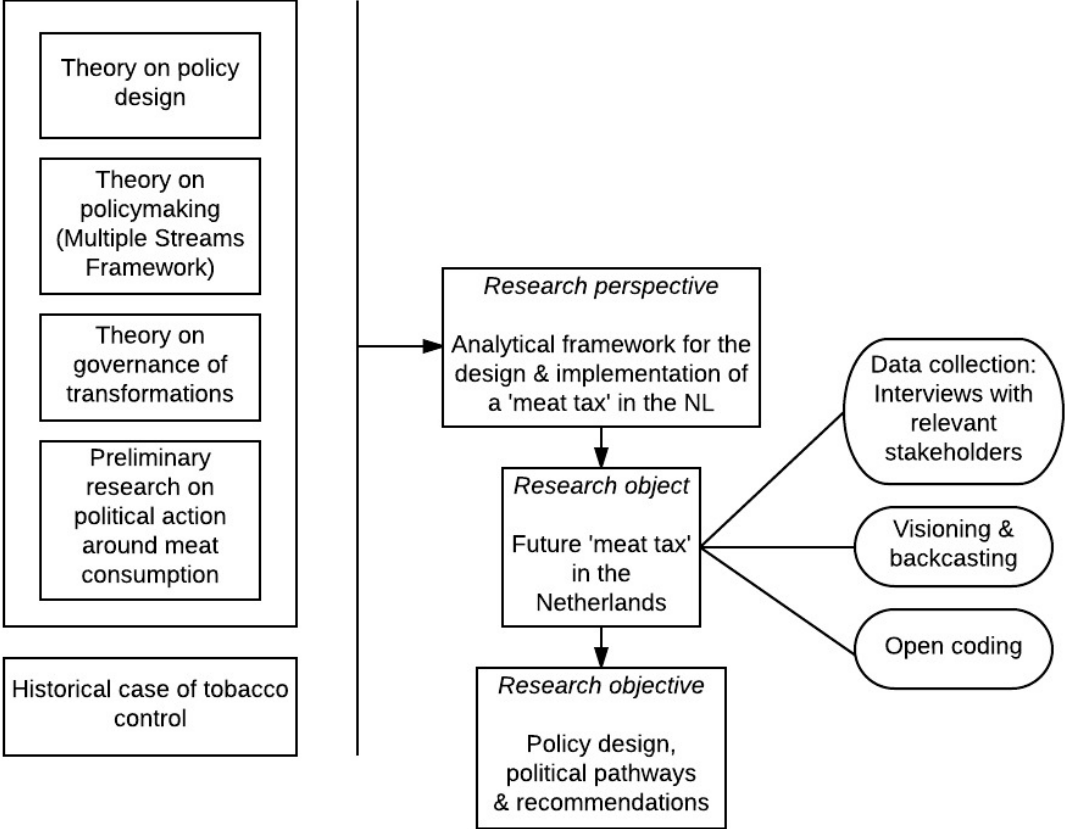 Theory on policy
design
Theory on
policymaking
(Multiple Streams
Framework)
Theory on
governance of
transformations
Preliminary
research on
political action
around meat
consumption
Historical case of tobacco
control
Research perspective
Analytical framework for the
design & implementation of
a 'meat tax' in the NL
Research object
Future 'meat tax'
in the
Netherlands
Research objective
Policy design,
political pathways
& recommendations
Data collection:
Interviews with
relevant
stakeholders
Visioning &
backcasting
Open coding